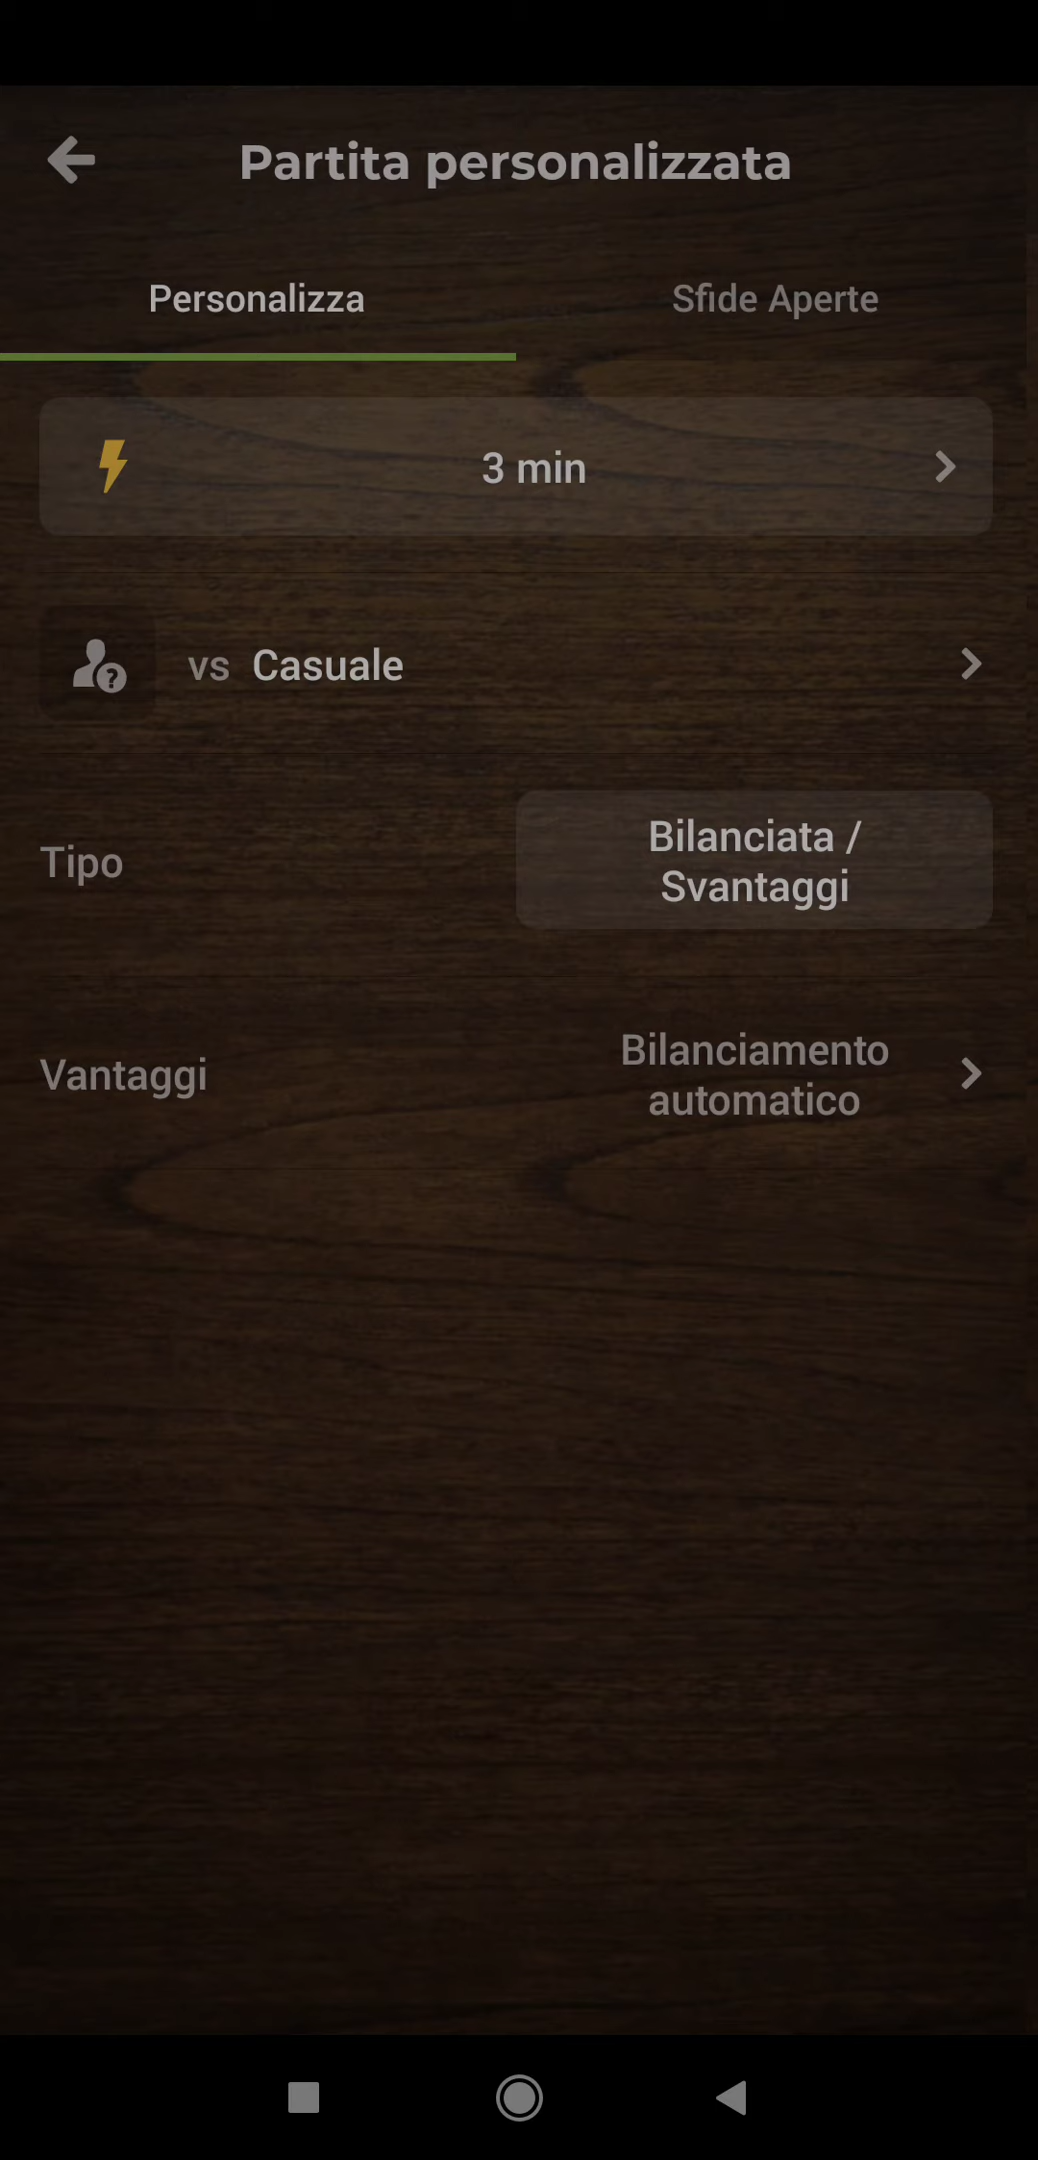 Partita personalizzata
Personalizza
Sfide Aperte
3 min
vs Casuale
Tipo
Bilanciata /
Svantaggi
Vantaggi
Bilanciamento
automatico